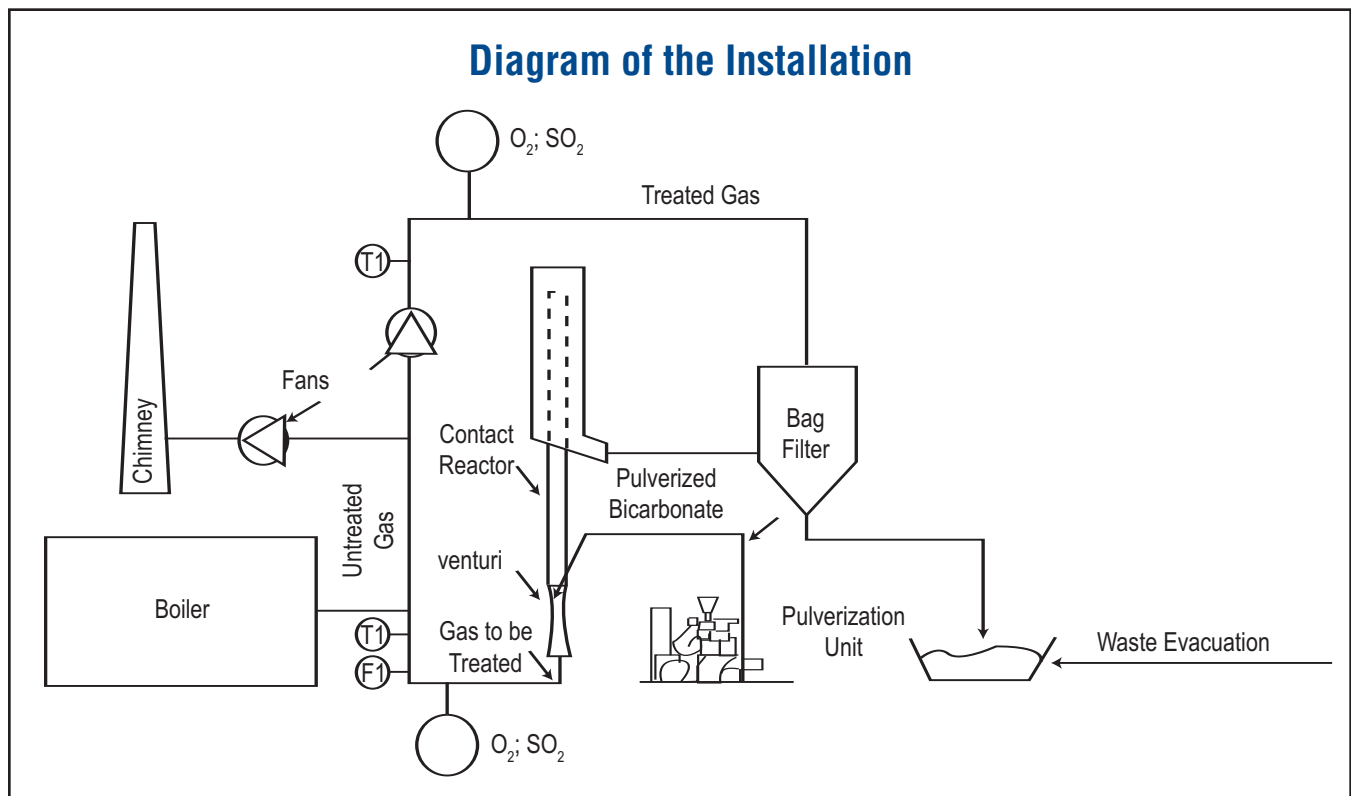 Diagram of the Installation
O₂; SO₂
Treated Gas
T1
Fans
Chimney
Contact
Reactor
Bag
Filter
Pulverized
Bicarbonate
Untreated
Gas
venturi
Boiler
T1
Gas to be
Treated
F1
Pulverization
Unit
Waste Evacuation
O₂; SO₂